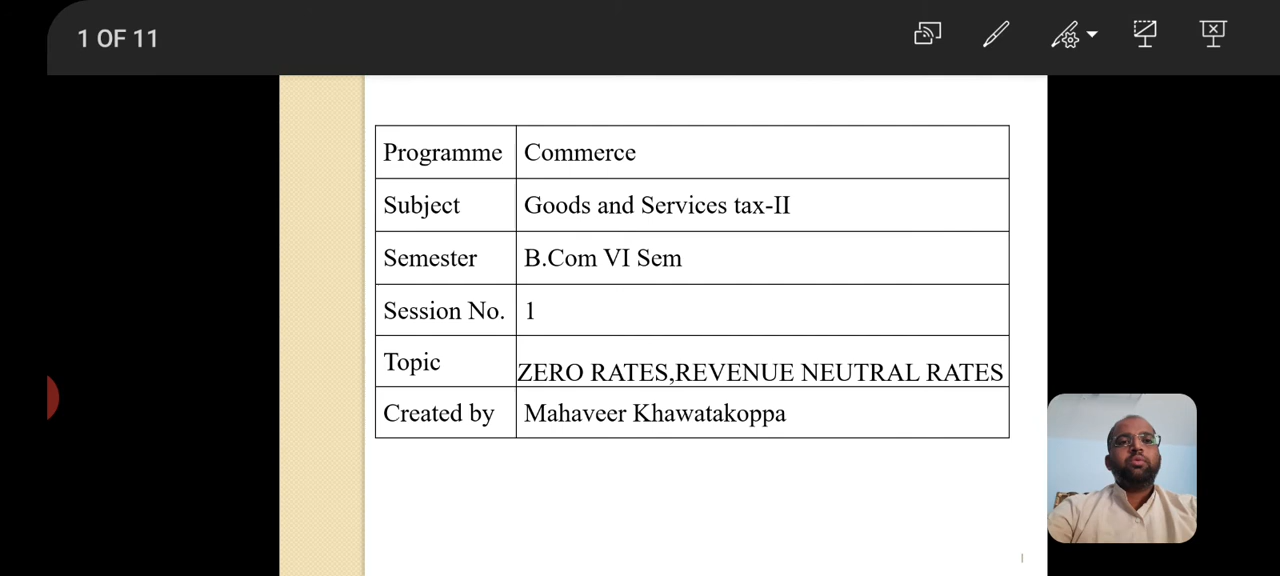 1 OF 11
Programme Commerce
Subject Goods and Services tax-II
Semester B.Com VI Sem
Session No. 1
Topic ZERO RATES,REVENUE NEUTRAL RATES
Created by Mahaveer Khawatakoppa
1